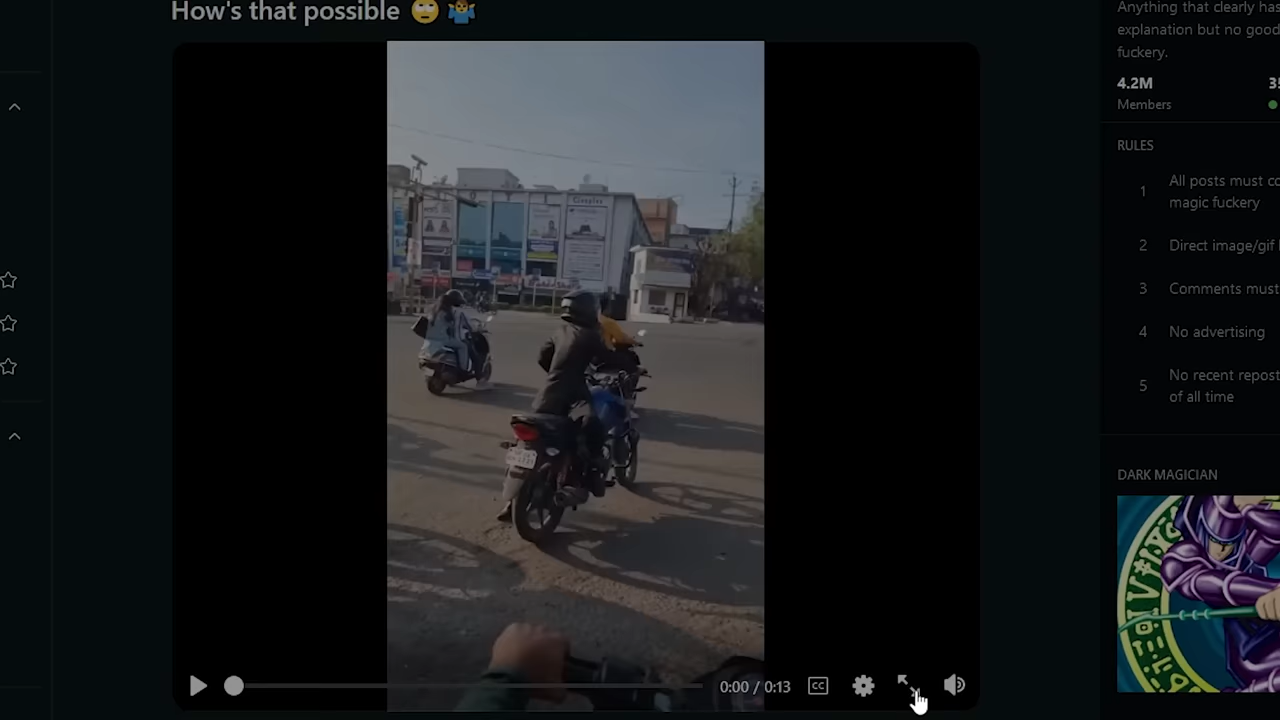 How's that possible 🙄 🤷‍♂️
Anything that clearly has
explanation but no good
fuckery.
4.2M
Members
RULES
1
All posts must co
magic fuckery
2
Direct image/gif
3
Comments must
4
No advertising
5
No recent repost
of all time
DARK MAGICIAN
0:00 / 0:13
CC